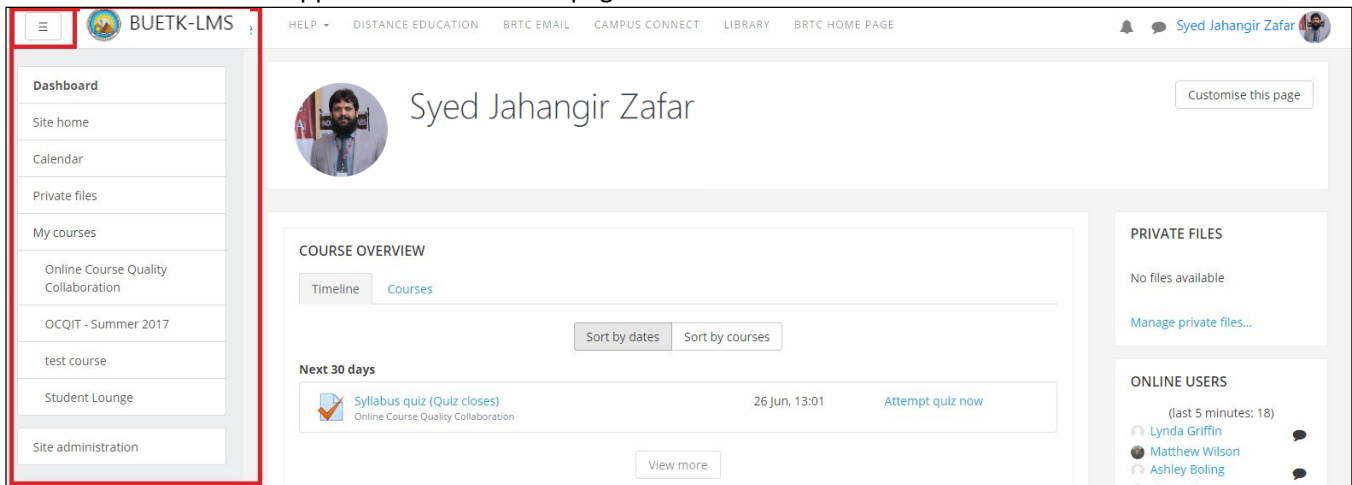 BUETK-LMS
HELP
DISTANCE EDUCATION
BRTC EMAIL
CAMPUS CONNECT
LIBRARY
BRTC HOME PAGE
Syed Jahangir Zafar
Dashboard
Site home
Calendar
Private files
My courses
Online Course Quality
Collaboration
OCQIT - Summer 2017
test course
Student Lounge
Site administration
Syed Jahangir Zafar
Customise this page
COURSE OVERVIEW
Timeline
Courses
Sort by dates
Sort by courses
Next 30 days
Syllabus quiz (Quiz closes)
26 Jun, 13:01
Attempt quiz now
Online Course Quality Collaboration
View more
PRIVATE FILES
No files available
Manage private files...
ONLINE USERS
(last 5 minutes: 18)
Lynda Griffin
Matthew Wilson
Ashley Boling